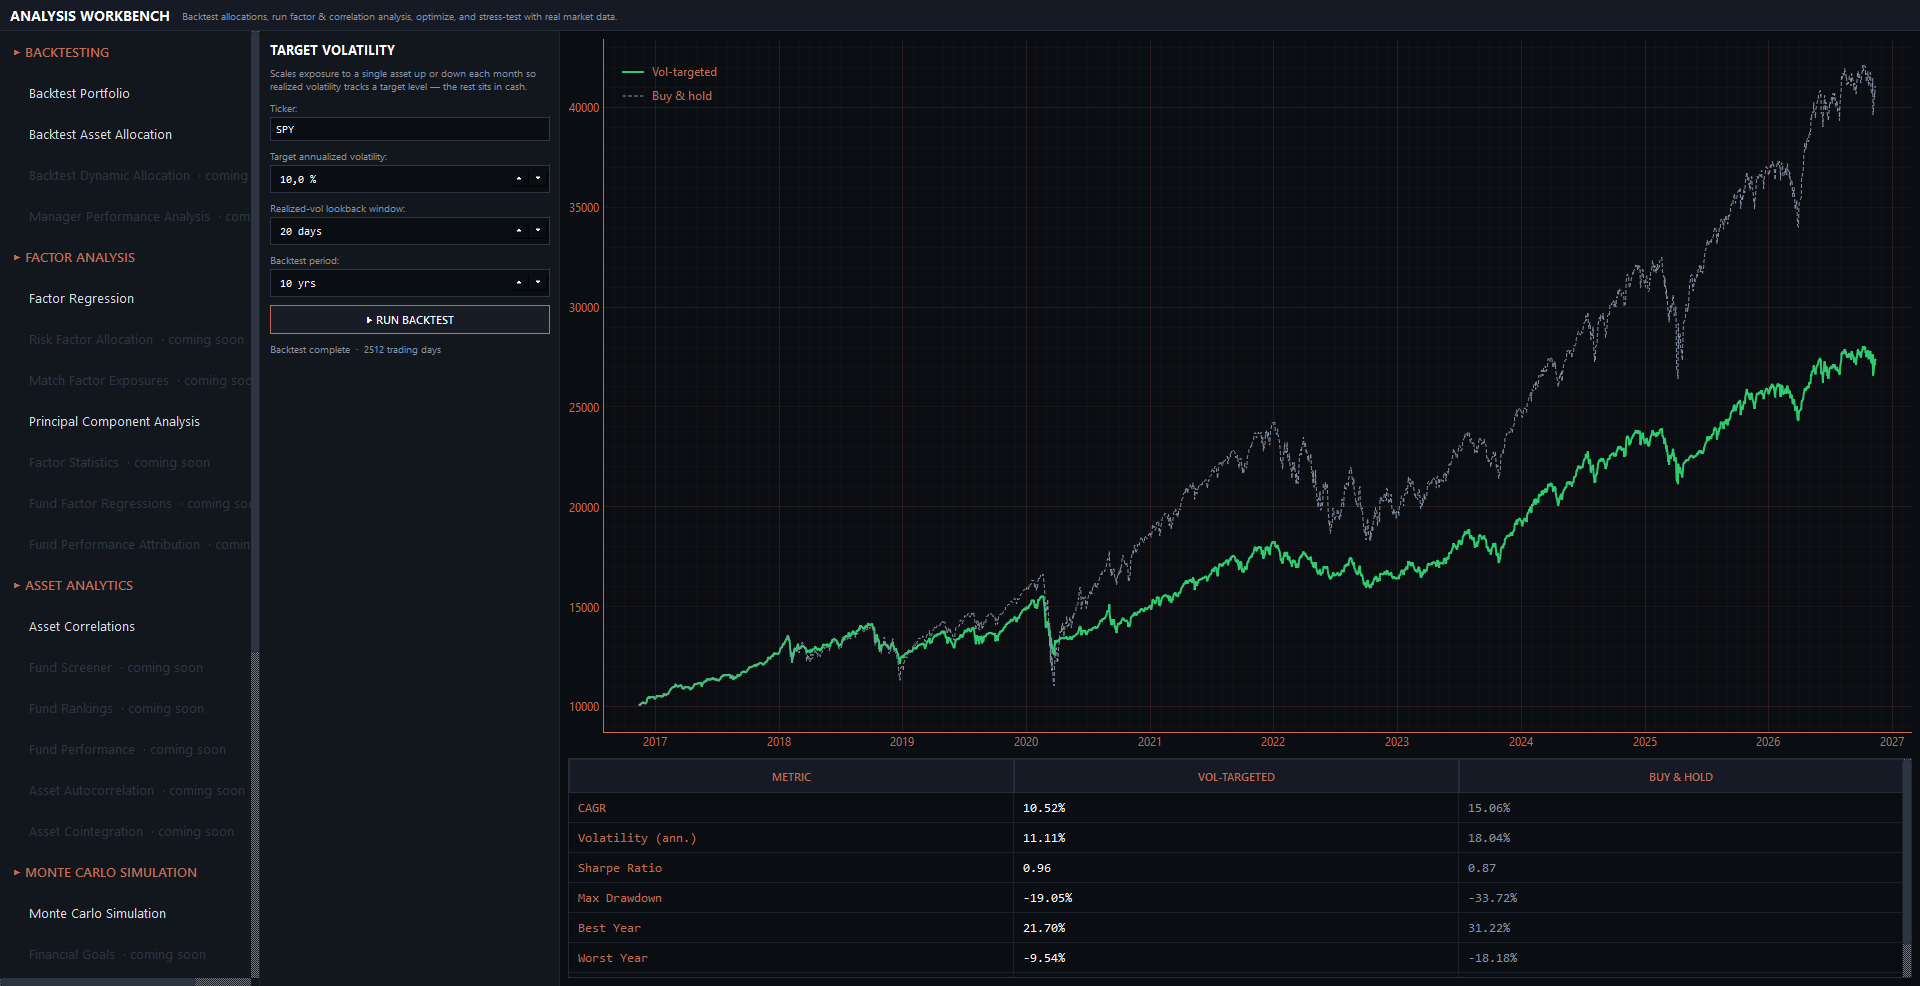 ANALYSIS WORKBENCH Backtest allocations, run factor & correlation analysis, optimize, and stress-test with real market data.
BACKTESTING
Backtest Portfolio
Backtest Asset Allocation
Backtest Dynamic Allocation · coming
Manager Performance Analysis · com
FACTOR ANALYSIS
Factor Regression
Risk Factor Allocation · coming soon
Match Factor Exposures · coming soo
Principal Component Analysis
Factor Statistics · coming soon
Fund Factor Regressions · coming soo
Fund Performance Attribution · comin
ASSET ANALYTICS
Asset Correlations
Fund Screener · coming soon
Fund Rankings · coming soon
Fund Performance · coming soon
Asset Autocorrelation · coming soon
Asset Cointegration · coming soon
MONTE CARLO SIMULATION
Monte Carlo Simulation
Financial Goals · coming soon
TARGET VOLATILITY
Scales exposure to a single asset up or down each month so
realized volatility tracks a target level — the rest sits in cash.
Ticker:
SPY
Target annualized volatility:
10,0 %
Realized-vol lookback window:
20 days
Backtest period:
10 yrs
RUN BACKTEST
Backtest complete · 2512 trading days
Vol-targeted
Buy & hold
40000
35000
30000
25000
20000
15000
10000
2017 2018 2019 2020 2021 2022 2023 2024 2025 2026 2027
METRIC VOL-TARGETED BUY & HOLD
CAGR 10.52% 15.06%
Volatility (ann.) 11.11% 18.04%
Sharpe Ratio 0.96 0.87
Max Drawdown -19.05% -33.72%
Best Year 21.70% 31.22%
Worst Year -9.54% -18.18%